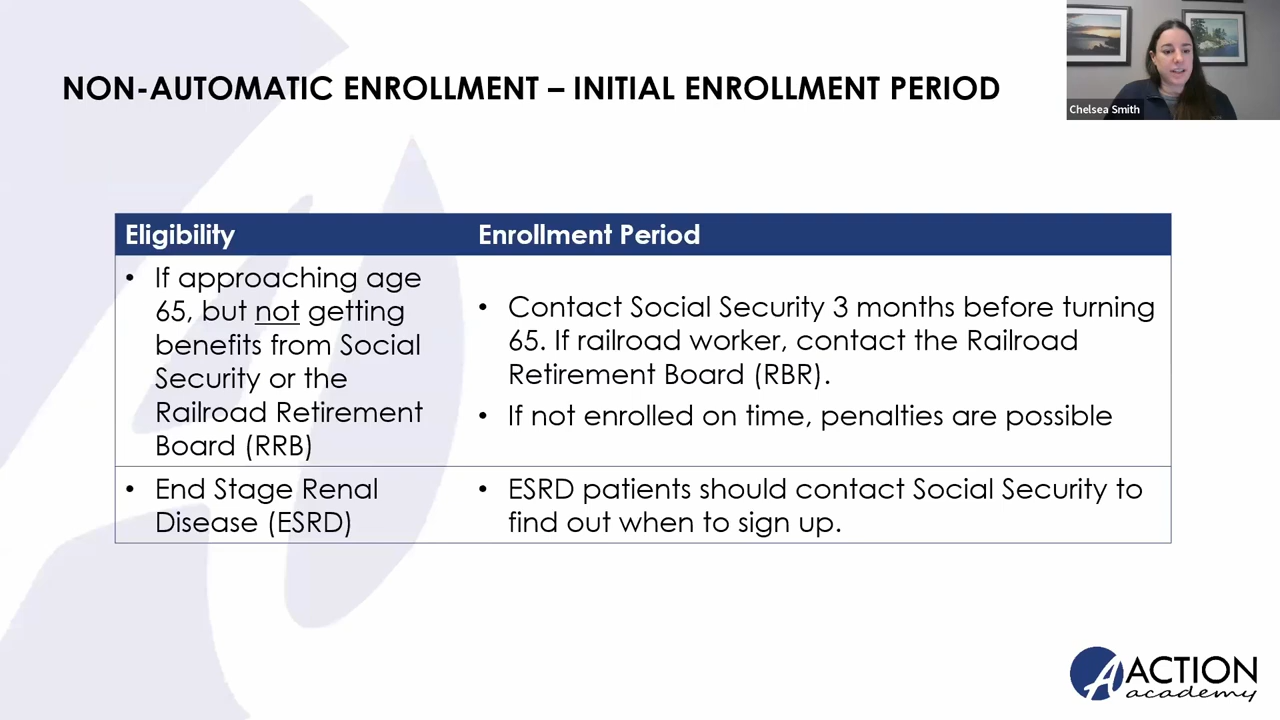 NON-AUTOMATIC ENROLLMENT – INITIAL ENROLLMENT PERIOD
Chelsea Smith
Eligibility
Enrollment Period
• If approaching age
65, but not getting
benefits from Social
Security or the
Railroad Retirement
Board (RRB)
• Contact Social Security 3 months before turning
65. If railroad worker, contact the Railroad
Retirement Board (RBR).
• If not enrolled on time, penalties are possible
• End Stage Renal
Disease (ESRD)
• ESRD patients should contact Social Security to
find out when to sign up.
A ACTION
academy